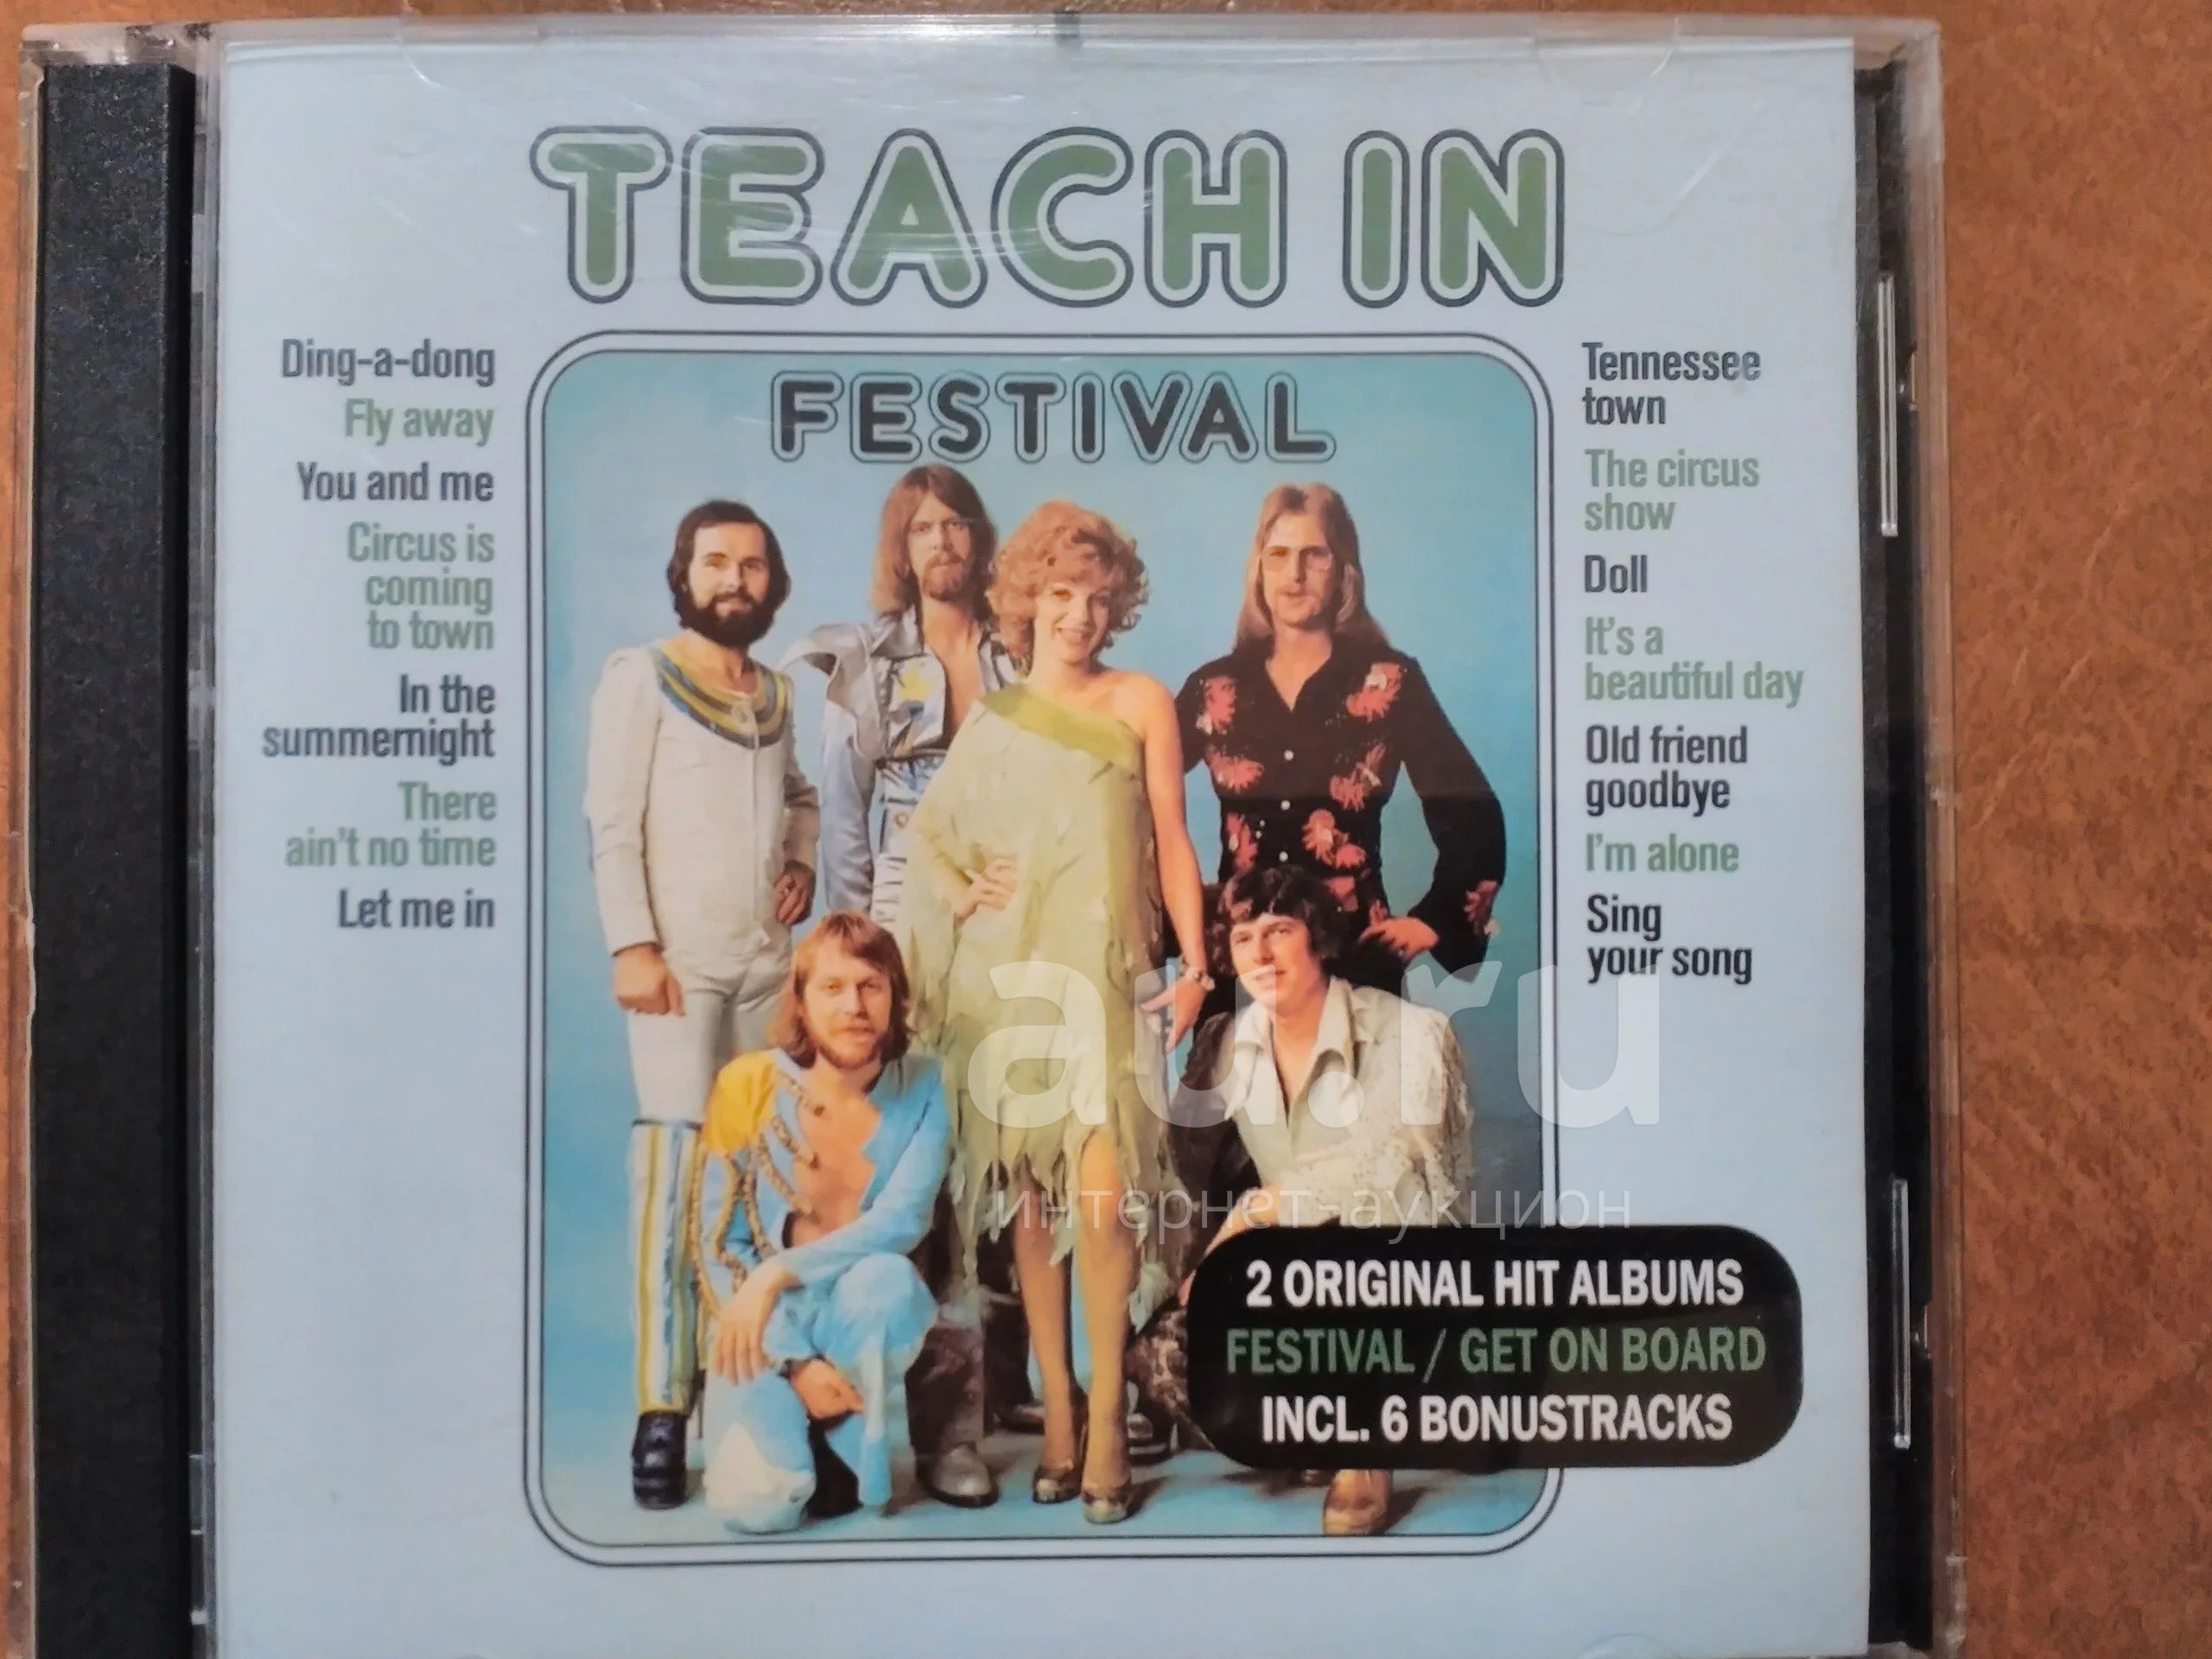 TEACH IN
FESTIVAL
Ding-a-dong
Fly away
You and me
Circus is
coming
to town
In the
summernight
There
ain't no time
Let me in
Tennessee
town
The circus
show
Doll
It's a
beautiful day
Old friend
goodbye
I'm alone
Sing
your song
au.ru
интернет-аукцион
2 ORIGINAL HIT ALBUMS
FESTIVAL / GET ON BOARD
INCL. 6 BONUSTRACKS